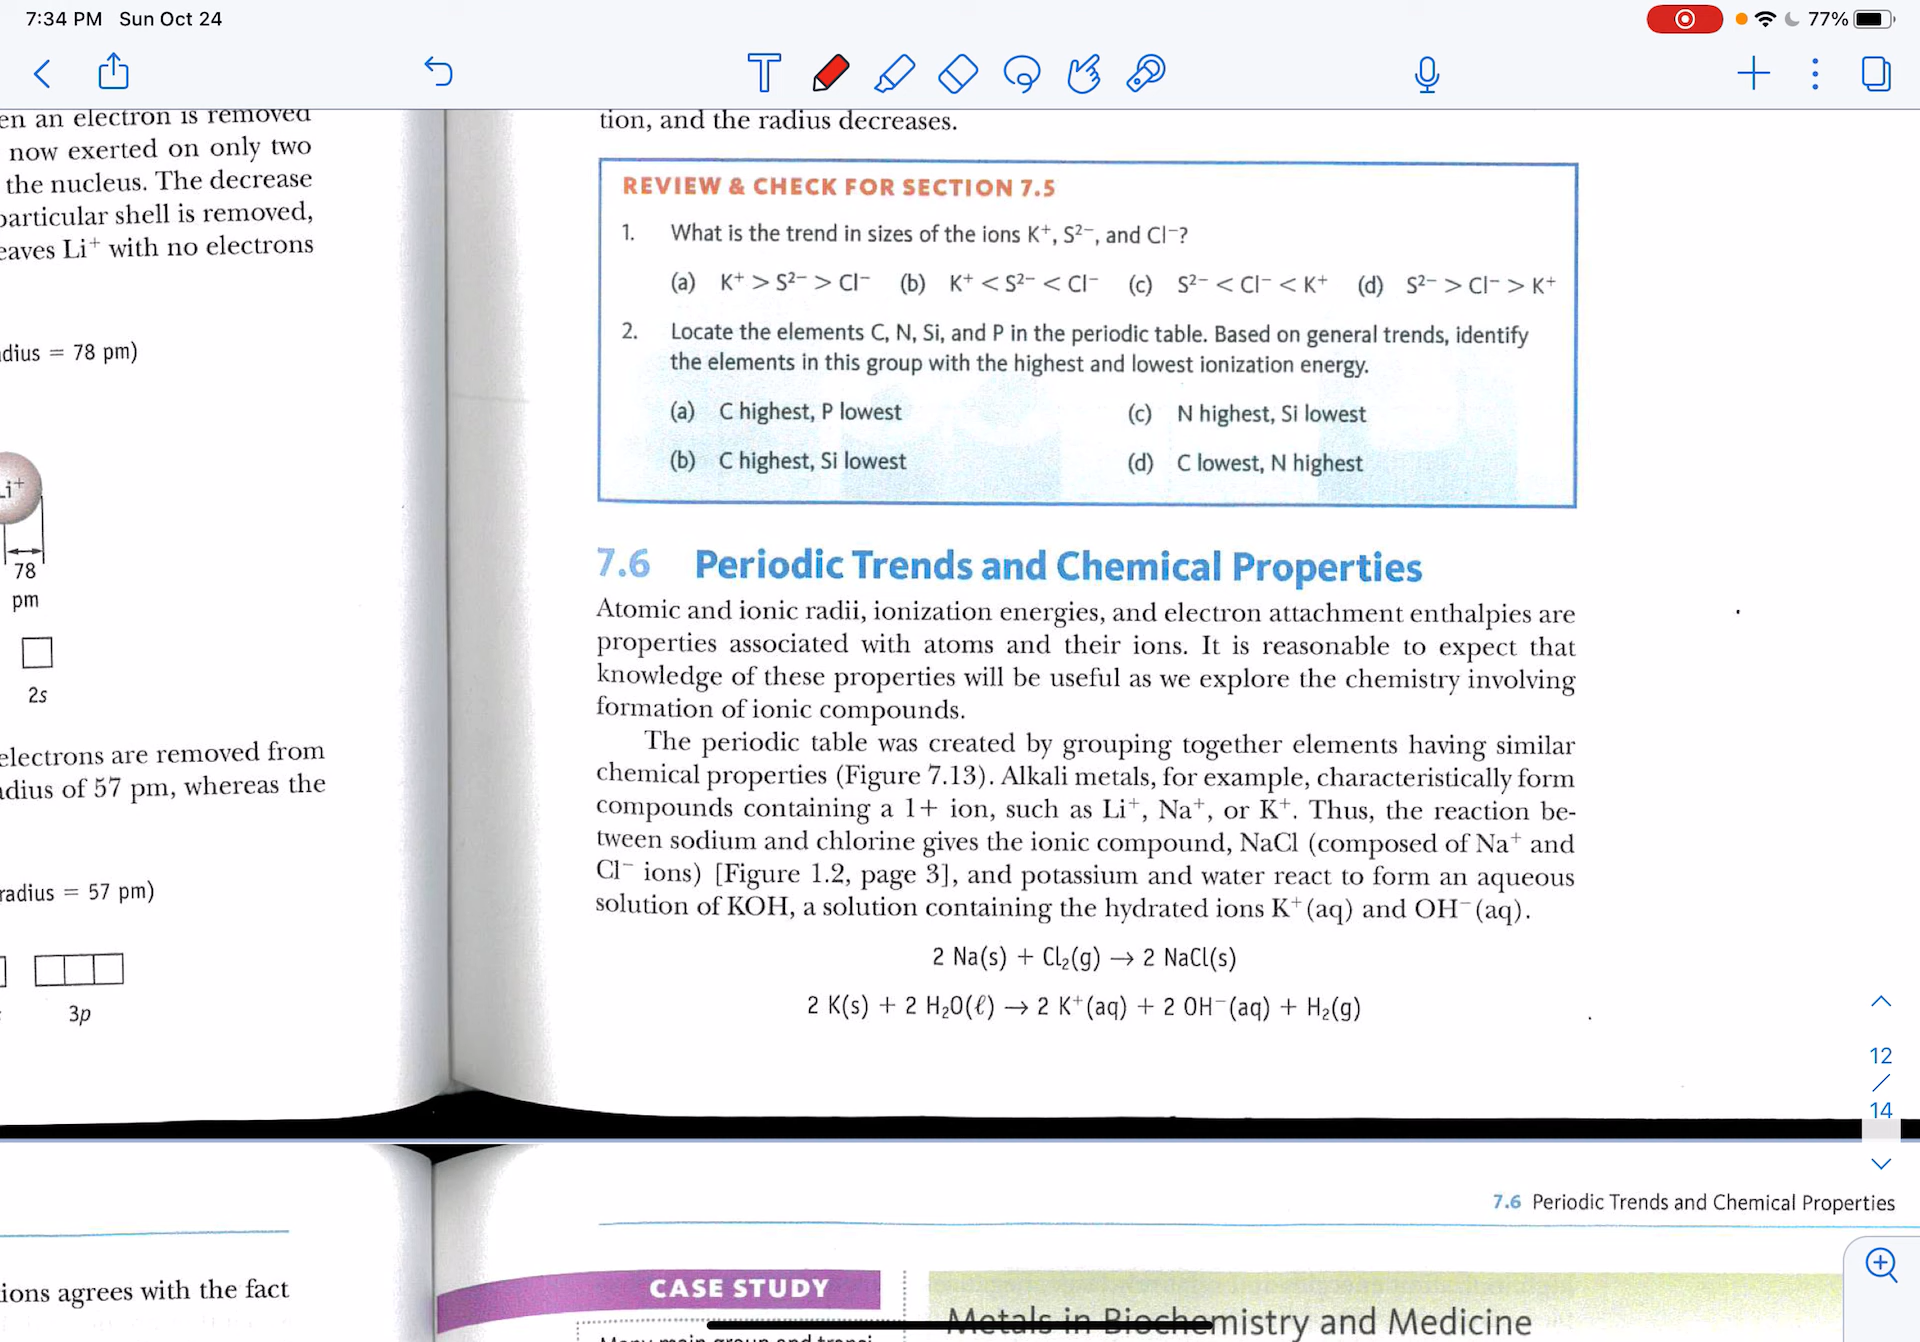 7:34 PM Sun Oct 24
77%
en an electron is removed
now exerted on only two
the nucleus. The decrease
particular shell is removed,
eaves Li⁺ with no electrons
adius = 78 pm)
Li⁺
78
pm
2s
electrons are removed from
adius of 57 pm, whereas the
radius = 57 pm)
3p
tion, and the radius decreases.
REVIEW & CHECK FOR SECTION 7.5
1. What is the trend in sizes of the ions K⁺, S²⁻, and Cl⁻?
(a) K⁺ > S²⁻ > Cl⁻ (b) K⁺ < S²⁻ < Cl⁻ (c) S²⁻ < Cl⁻ < K⁺ (d) S²⁻ > Cl⁻ > K⁺
2. Locate the elements C, N, Si, and P in the periodic table. Based on general trends, identify
the elements in this group with the highest and lowest ionization energy.
(a) C highest, P lowest (c) N highest, Si lowest
(b) C highest, Si lowest (d) C lowest, N highest
7.6 Periodic Trends and Chemical Properties
Atomic and ionic radii, ionization energies, and electron attachment enthalpies are
properties associated with atoms and their ions. It is reasonable to expect that
knowledge of these properties will be useful as we explore the chemistry involving
formation of ionic compounds.
The periodic table was created by grouping together elements having similar
chemical properties (Figure 7.13). Alkali metals, for example, characteristically form
compounds containing a 1+ ion, such as Li⁺, Na⁺, or K⁺. Thus, the reaction be-
tween sodium and chlorine gives the ionic compound, NaCl (composed of Na⁺ and
Cl⁻ ions) [Figure 1.2, page 3], and potassium and water react to form an aqueous
solution of KOH, a solution containing the hydrated ions K⁺(aq) and OH⁻(aq).
2 Na(s) + Cl₂(g) → 2 NaCl(s)
2 K(s) + 2 H₂O(ℓ) → 2 K⁺(aq) + 2 OH⁻(aq) + H₂(g)
12
/
14
7.6 Periodic Trends and Chemical Properties
ions agrees with the fact
CASE STUDY
Metals in Biochemistry and Medicine